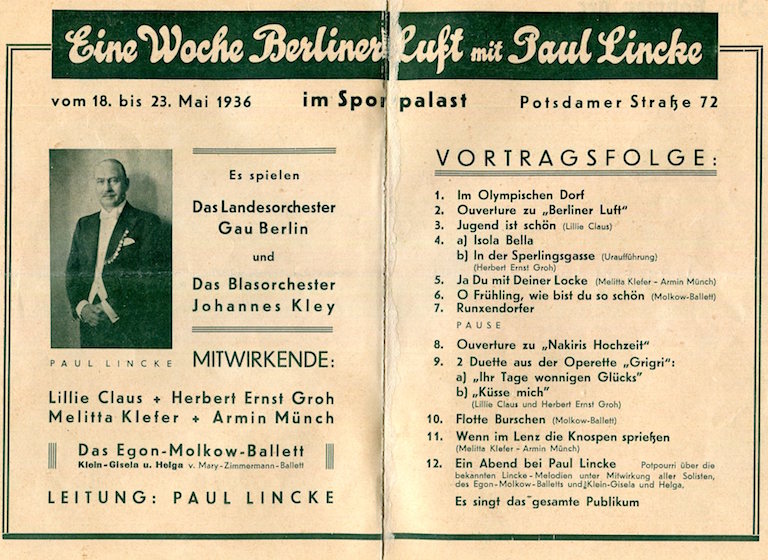 Eine Woche Berliner Luft mit Paul Lincke
vom 18. bis 23. Mai 1936 im Sportpalast Potsdamer Straße 72
PAUL LINCKE
Es spielen
Das Landesorchester
Gau Berlin
und
Das Blasorchester
Johannes Kley
MITWIRKENDE:
Lillie Claus + Herbert Ernst Groh
Melitta Klefer + Armin Münch
Das Egon-Molkow-Ballett
Klein-Gisela u. Helga v. Mary-Zimmermann-Ballett
LEITUNG: PAUL LINCKE
VORTRAGSFOLGE:
1. Im Olympischen Dorf
2. Ouverture zu „Berliner Luft"
3. Jugend ist schön (Lillie Claus)
4. a) Isola Bella
b) In der Sperlingsgasse (Uraufführung)
(Herbert Ernst Groh)
5. Ja Du mit Deiner Locke (Melitta Klefer - Armin Münch)
6. O Frühling, wie bist du so schön (Molkow-Ballett)
7. Runxendorfer
PAUSE
8. Ouverture zu „Nakiris Hochzeit"
9. 2 Duette aus der Operette „Grigri":
a) „Ihr Tage wonnigen Glücks"
b) „Küsse mich"
(Lillie Claus und Herbert Ernst Groh)
10. Flotte Burschen (Molkow-Ballett)
11. Wenn im Lenz die Knospen sprießen
(Melitta Klefer - Armin Münch)
12. Ein Abend bei Paul Lincke Potpourri über die
bekannten Lincke-Melodien unter Mitwirkung aller Solisten,
des Egon-Molkow-Balletts und Klein-Gisela und Helga.
Es singt das gesamte Publikum